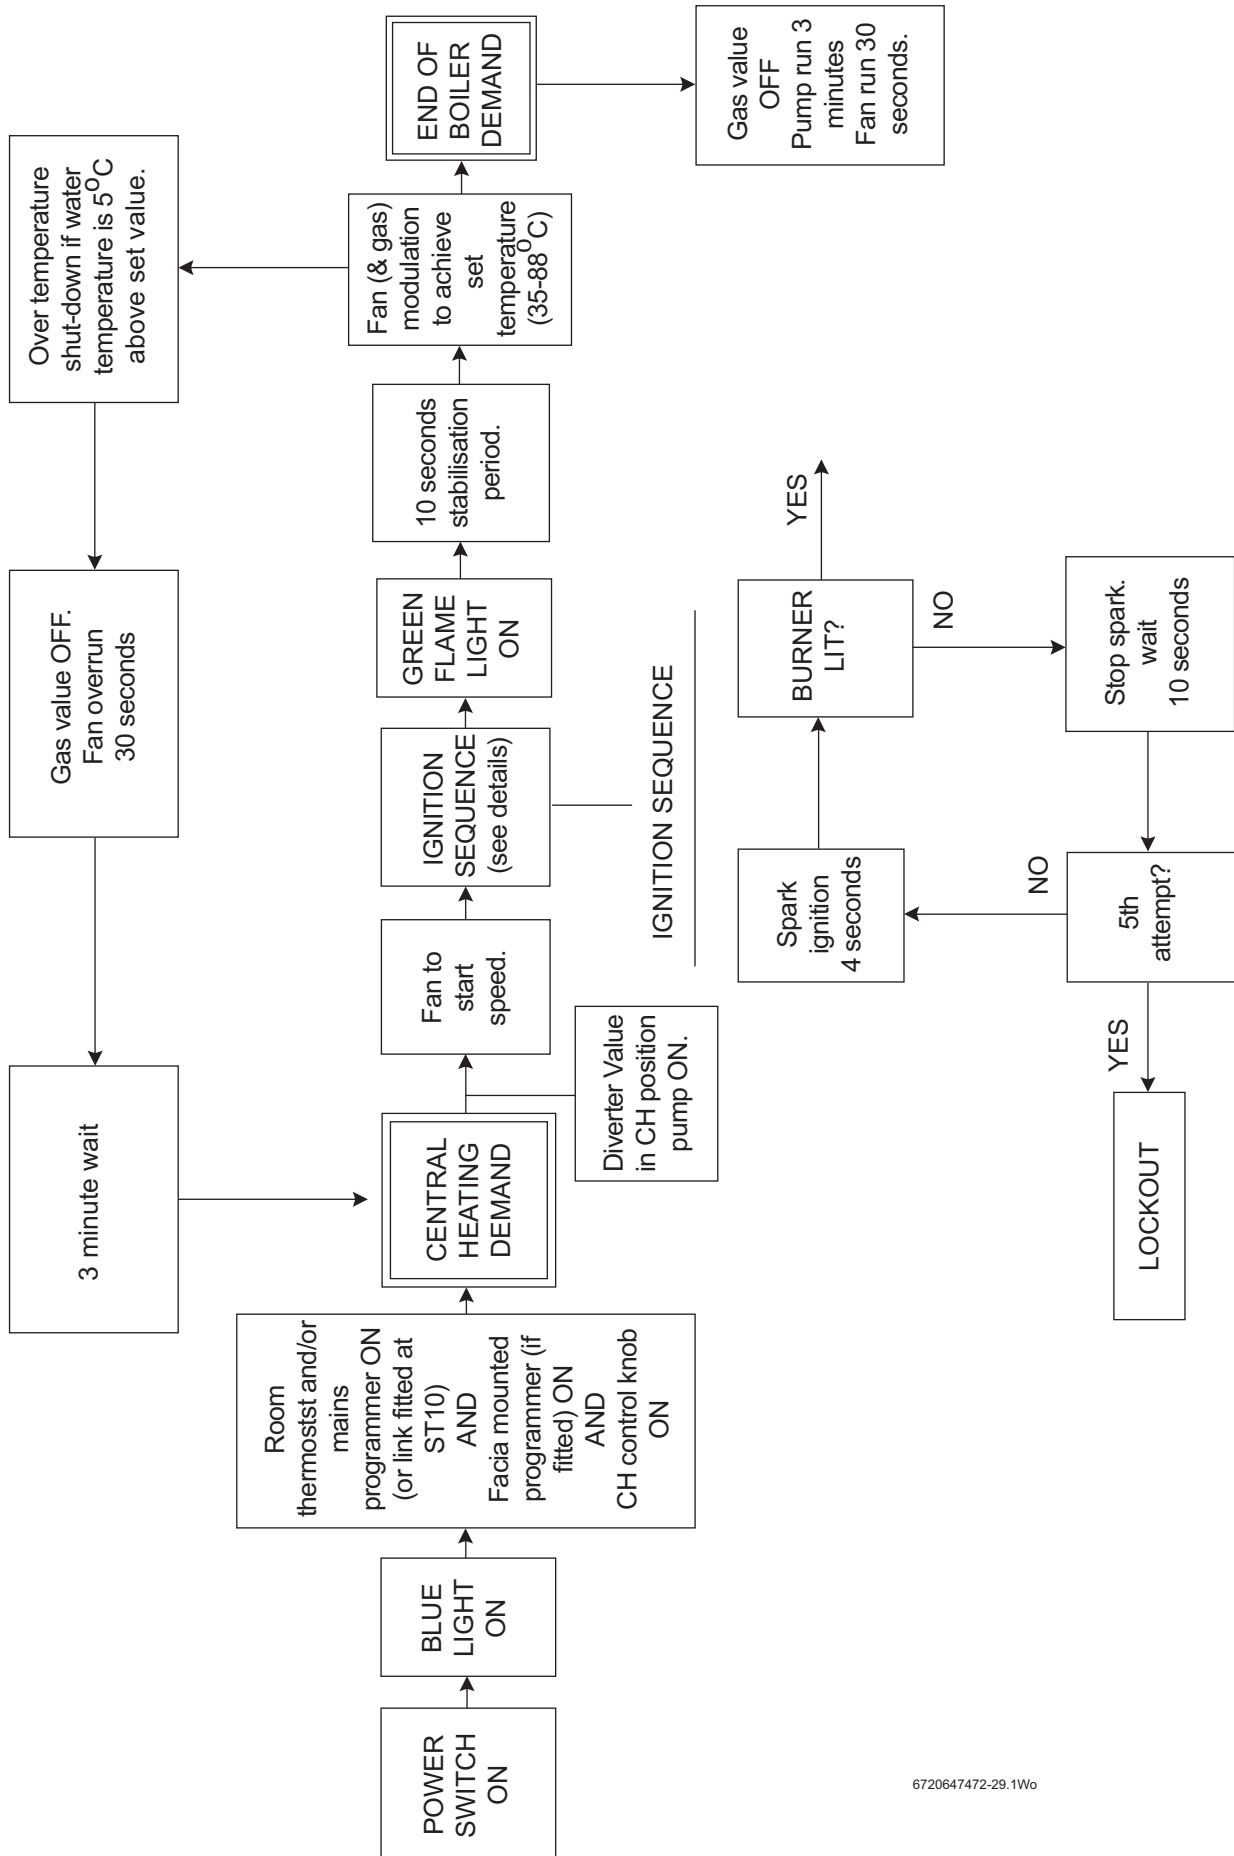 Over temperature
shut-down if water
temperature is 5°C
above set value.
Gas value OFF.
Fan overrun
30 seconds
3 minute wait
POWER
SWITCH
ON
BLUE
LIGHT
ON
Room
thermostst and/or
mains
programmer ON
(or link fitted at
ST10)
AND
Facia mounted
programmer (if
fitted) ON
AND
CH control knob
ON
CENTRAL
HEATING
DEMAND
Diverter Value
in CH position
pump ON.
Fan to
start
speed.
IGNITION
SEQUENCE
(see details)
GREEN
FLAME
LIGHT
ON
10 seconds
stabilisation
period.
Fan (& gas)
modulation
to achieve
set
temperature
(35-88°C)
END OF
BOILER
DEMAND
Gas value
OFF
Pump run 3
minutes
Fan run 30
seconds.
IGNITION SEQUENCE
Spark
ignition
4 seconds
BURNER
LIT?
YES
NO
Stop spark.
wait
10 seconds
5th
attempt?
NO
YES
LOCKOUT
6720647472-29.1Wo